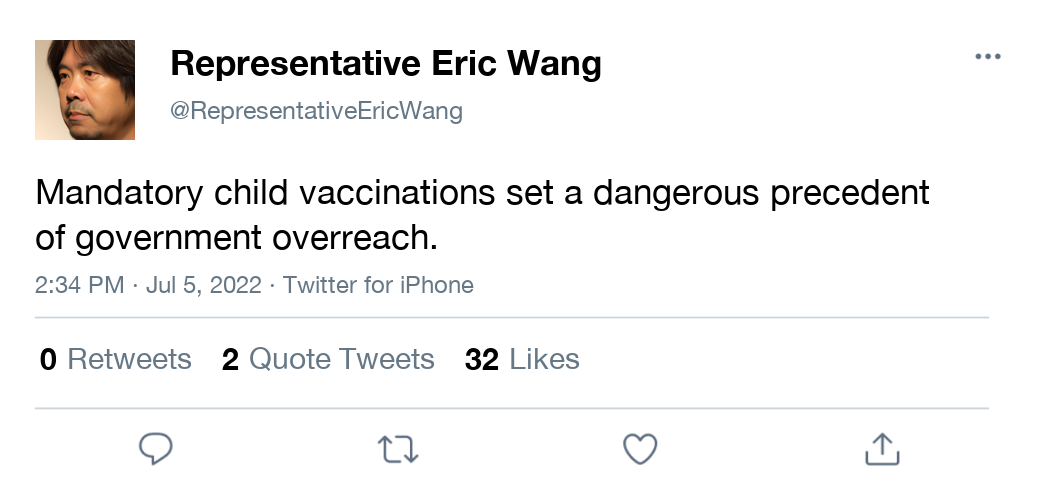 Representative Eric Wang
@RepresentativeEricWang
Mandatory child vaccinations set a dangerous precedent
of government overreach.
2:34 PM · Jul 5, 2022 · Twitter for iPhone
0 Retweets 2 Quote Tweets 32 Likes